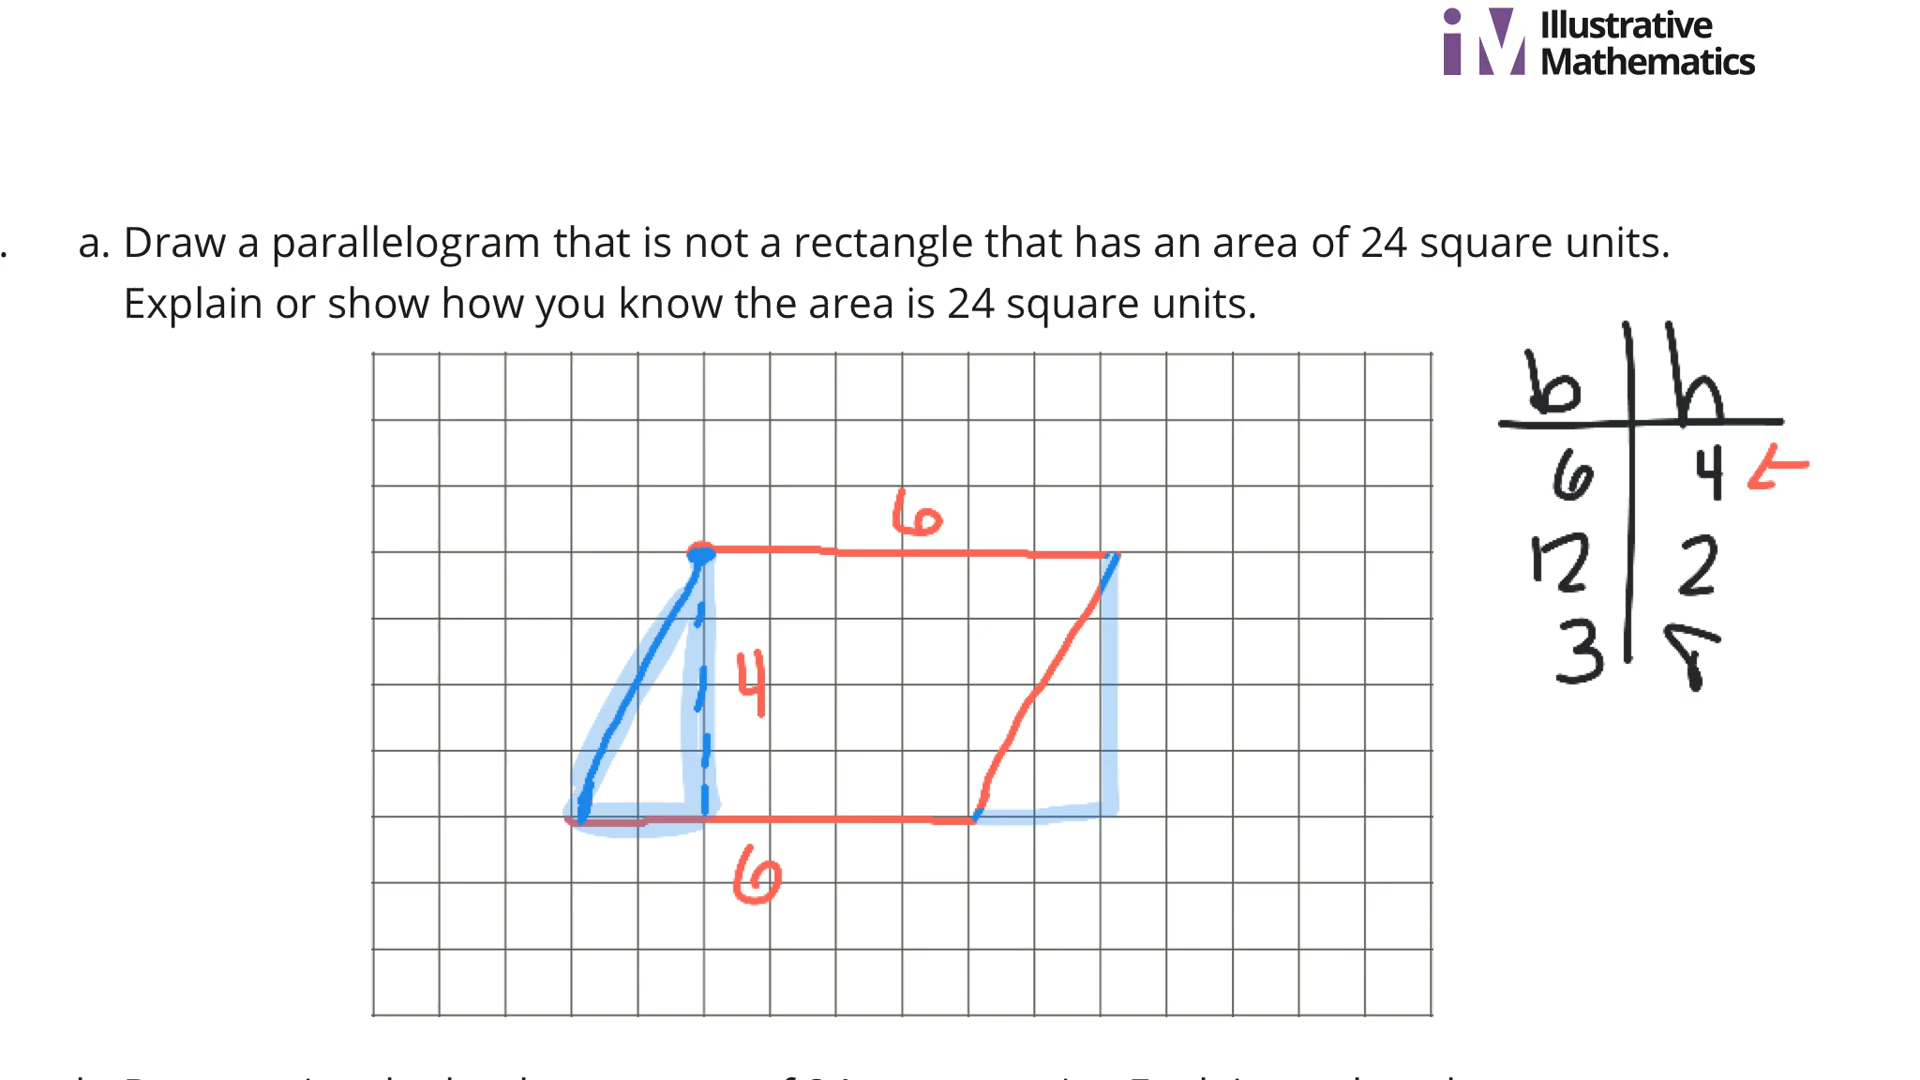 Illustrative
Mathematics
. a. Draw a parallelogram that is not a rectangle that has an area of 24 square units.
Explain or show how you know the area is 24 square units.
b h
6 4
12 2
3 8
6
4
6